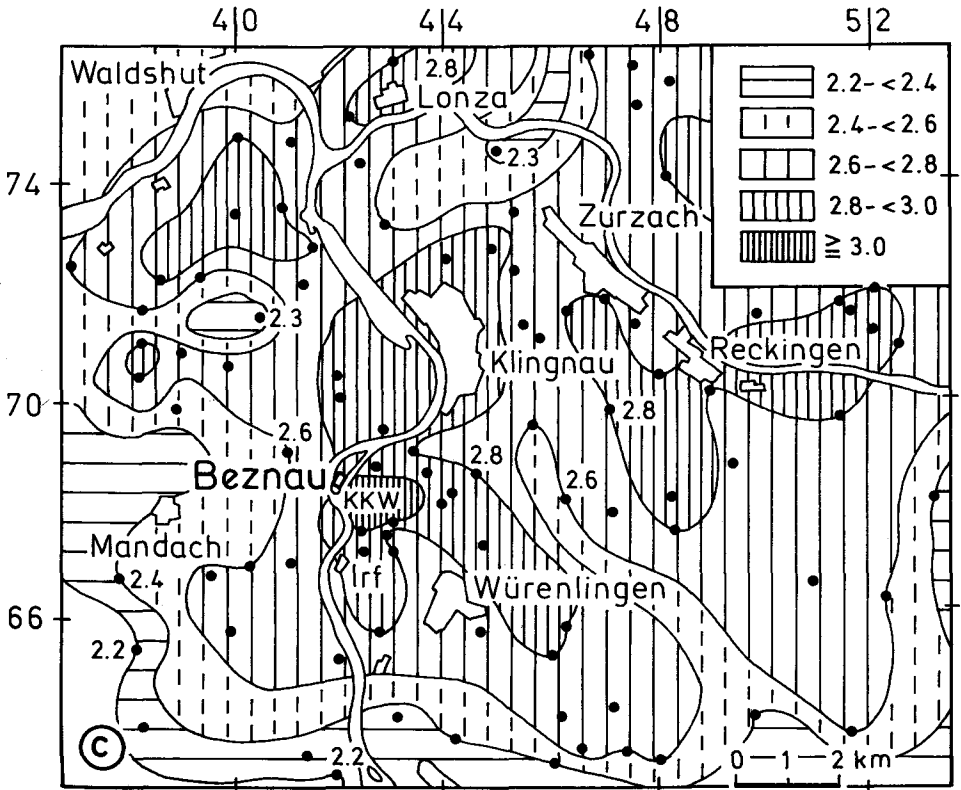 40 44 48 52
Waldshut
2.8
Lonza
2.3
74
Zurzach
2.2-<2.4
2.4-<2.6
2.6-<2.8
2.8-<3.0
≧ 3.0
2.3
Klingnau
Reckingen
70
2.6
2.8
2.8
Beznau
KKW
2.6
Mandach
2.4
Irf
Würenlingen
66
2.2
C
2.2
0 1 2 km